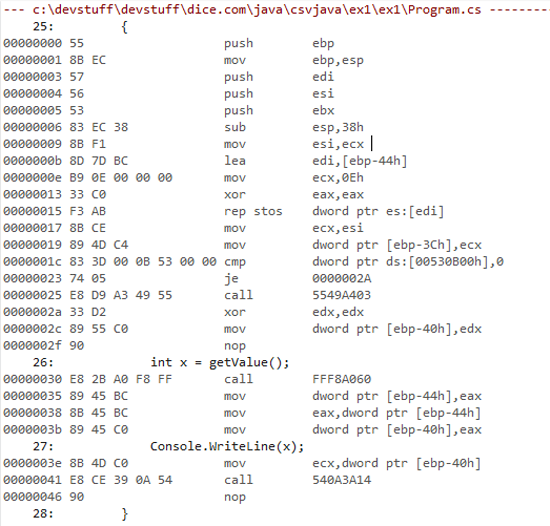 --- c:\devstuff\devstuff\dice.com\java\csvjava\ex1\ex1\Program.cs ---------
25: {
00000000 55 push ebp
00000001 8B EC mov ebp,esp
00000003 57 push edi
00000004 56 push esi
00000005 53 push ebx
00000006 83 EC 38 sub esp,38h
00000009 8B F1 mov esi,ecx
0000000b 8D 7D BC lea edi,[ebp-44h]
0000000e B9 0E 00 00 00 mov ecx,0Eh
00000013 33 C0 xor eax,eax
00000015 F3 AB rep stos dword ptr es:[edi]
00000017 8B CE mov ecx,esi
00000019 89 4D C4 mov dword ptr [ebp-3Ch],ecx
0000001c 83 3D 00 0B 53 00 00 cmp dword ptr ds:[00530B00h],0
00000023 74 05 je 0000002A
00000025 E8 D9 A3 49 55 call 5549A403
0000002a 33 D2 xor edx,edx
0000002c 89 55 C0 mov dword ptr [ebp-40h],edx
0000002f 90 nop
26: int x = getValue();
00000030 E8 2B A0 F8 FF call FFF8A060
00000035 89 45 BC mov dword ptr [ebp-44h],eax
00000038 8B 45 BC mov eax,dword ptr [ebp-44h]
0000003b 89 45 C0 mov dword ptr [ebp-40h],eax
27: Console.WriteLine(x);
0000003e 8B 4D C0 mov ecx,dword ptr [ebp-40h]
00000041 E8 CE 39 0A 54 call 540A3A14
00000046 90 nop
28: }